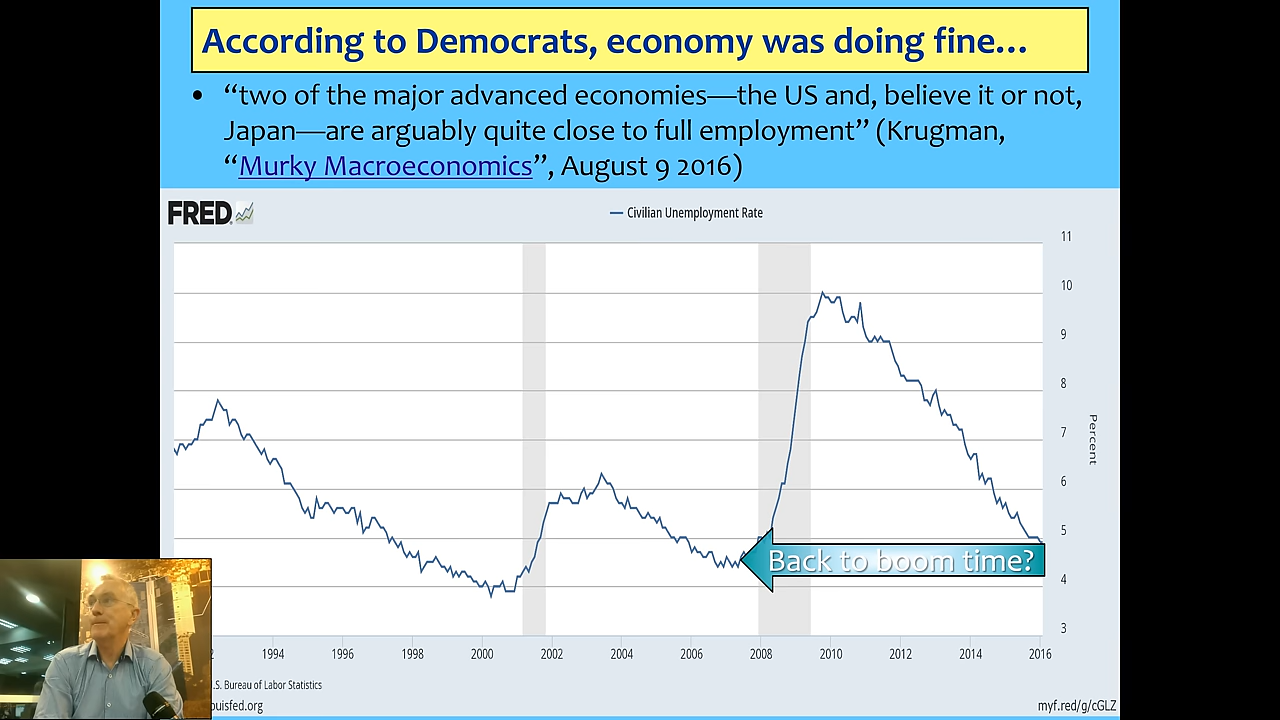 According to Democrats, economy was doing fine…
• “two of the major advanced economies—the US and, believe it or not,
Japan—are arguably quite close to full employment” (Krugman,
“Murky Macroeconomics”, August 9 2016)
FRED
Civilian Unemployment Rate
11
10
9
8
7
6
5
4
3
Percent
Back to boom time?
2 1994 1996 1998 2000 2002 2004 2006 2008 2010 2012 2014 2016
.S. Bureau of Labor Statistics
ouisfed.org
myf.red/g/cGLZ